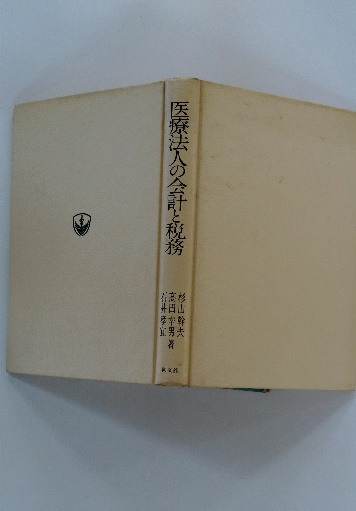 医療法人の会計と税務
杉山幹夫
高田幸男著
石井孝宜